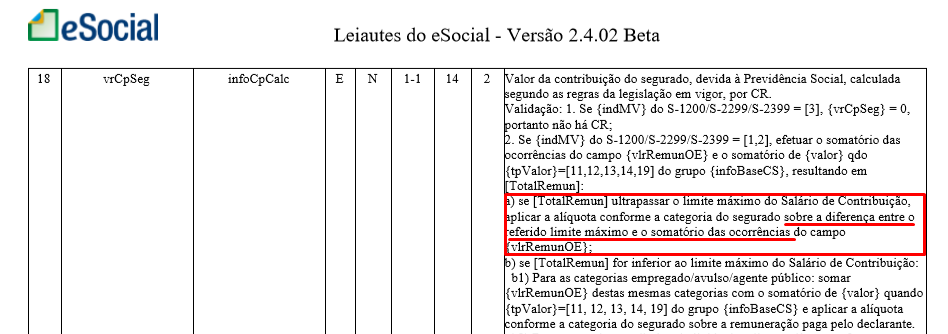 eSocial
Leiautes do eSocial - Versão 2.4.02 Beta
18 vrCpSeg infoCpCalc E N 1-1 14 2 Valor da contribuição do segurado, devida à Previdência Social, calculada
segundo as regras da legislação em vigor, por CR.
Validação: 1. Se {indMV} do S-1200/S-2299/S-2399 = [3], {vrCpSeg} = 0,
portanto não há CR;
2. Se {indMV} do S-1200/S-2299/S-2399 = [1,2], efetuar o somatório das
ocorrências do campo {vlrRemunOE} e o somatório de {valor} qdo
{tpValor}=[11,12,13,14,19] do grupo {infoBaseCS}, resultando em
[TotalRemun]:
a) se [TotalRemun] ultrapassar o limite máximo do Salário de Contribuição,
aplicar a alíquota conforme a categoria do segurado sobre a diferença entre o
referido limite máximo e o somatório das ocorrências do campo
{vlrRemunOE};
b) se [TotalRemun] for inferior ao limite máximo do Salário de Contribuição:
b1) Para as categorias empregado/avulso/agente público: somar
{vlrRemunOE} destas mesmas categorias com o somatório de {valor} quando
{tpValor}=[11, 12, 13, 14, 19] do grupo {infoBaseCS} e aplicar a alíquota
conforme a categoria do segurado sobre a remuneração paga pelo declarante.